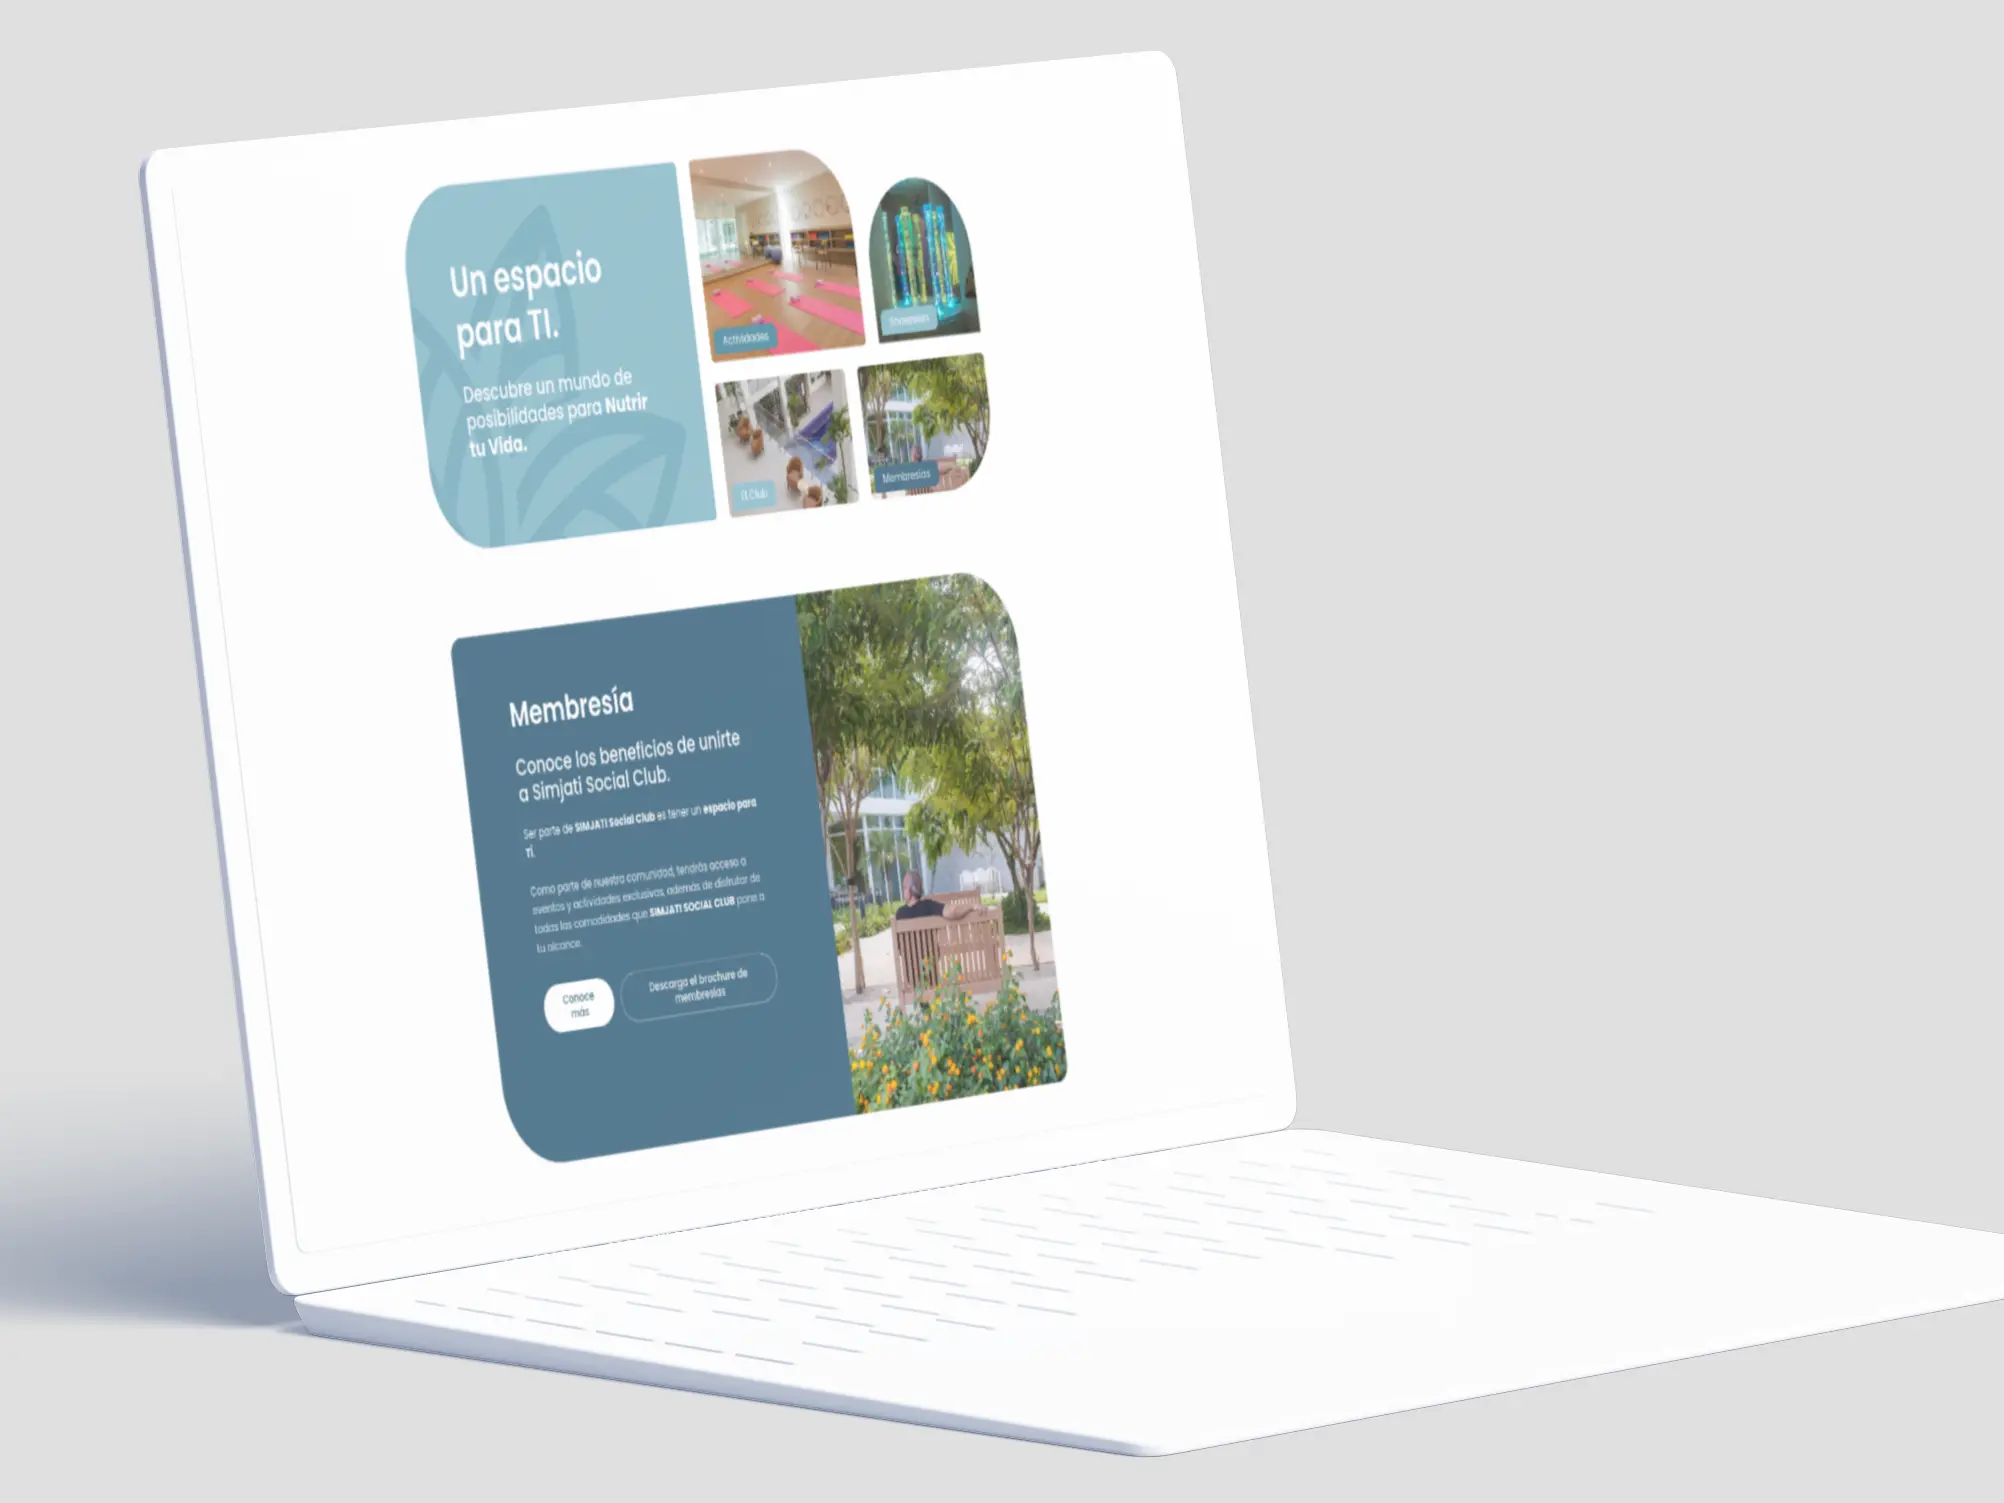 Un espacio
para TI.
Descubre un mundo de
posibilidades para Nutrir
tu Vida.
Actividades
El Club
Membresías
Membresía
Conoce los beneficios de unirte
a Simjati Social Club.
Ser parte de SIMJATI Social Club es tener un espacio para
Tí.
Como parte de nuestra comunidad, tendrás acceso a
eventos y actividades exclusivas, además de disfrutar de
todas las comodidades que SIMJATI SOCIAL CLUB pone a
tu alcance.
Conoce
más
Descarga el brochure de
membresías